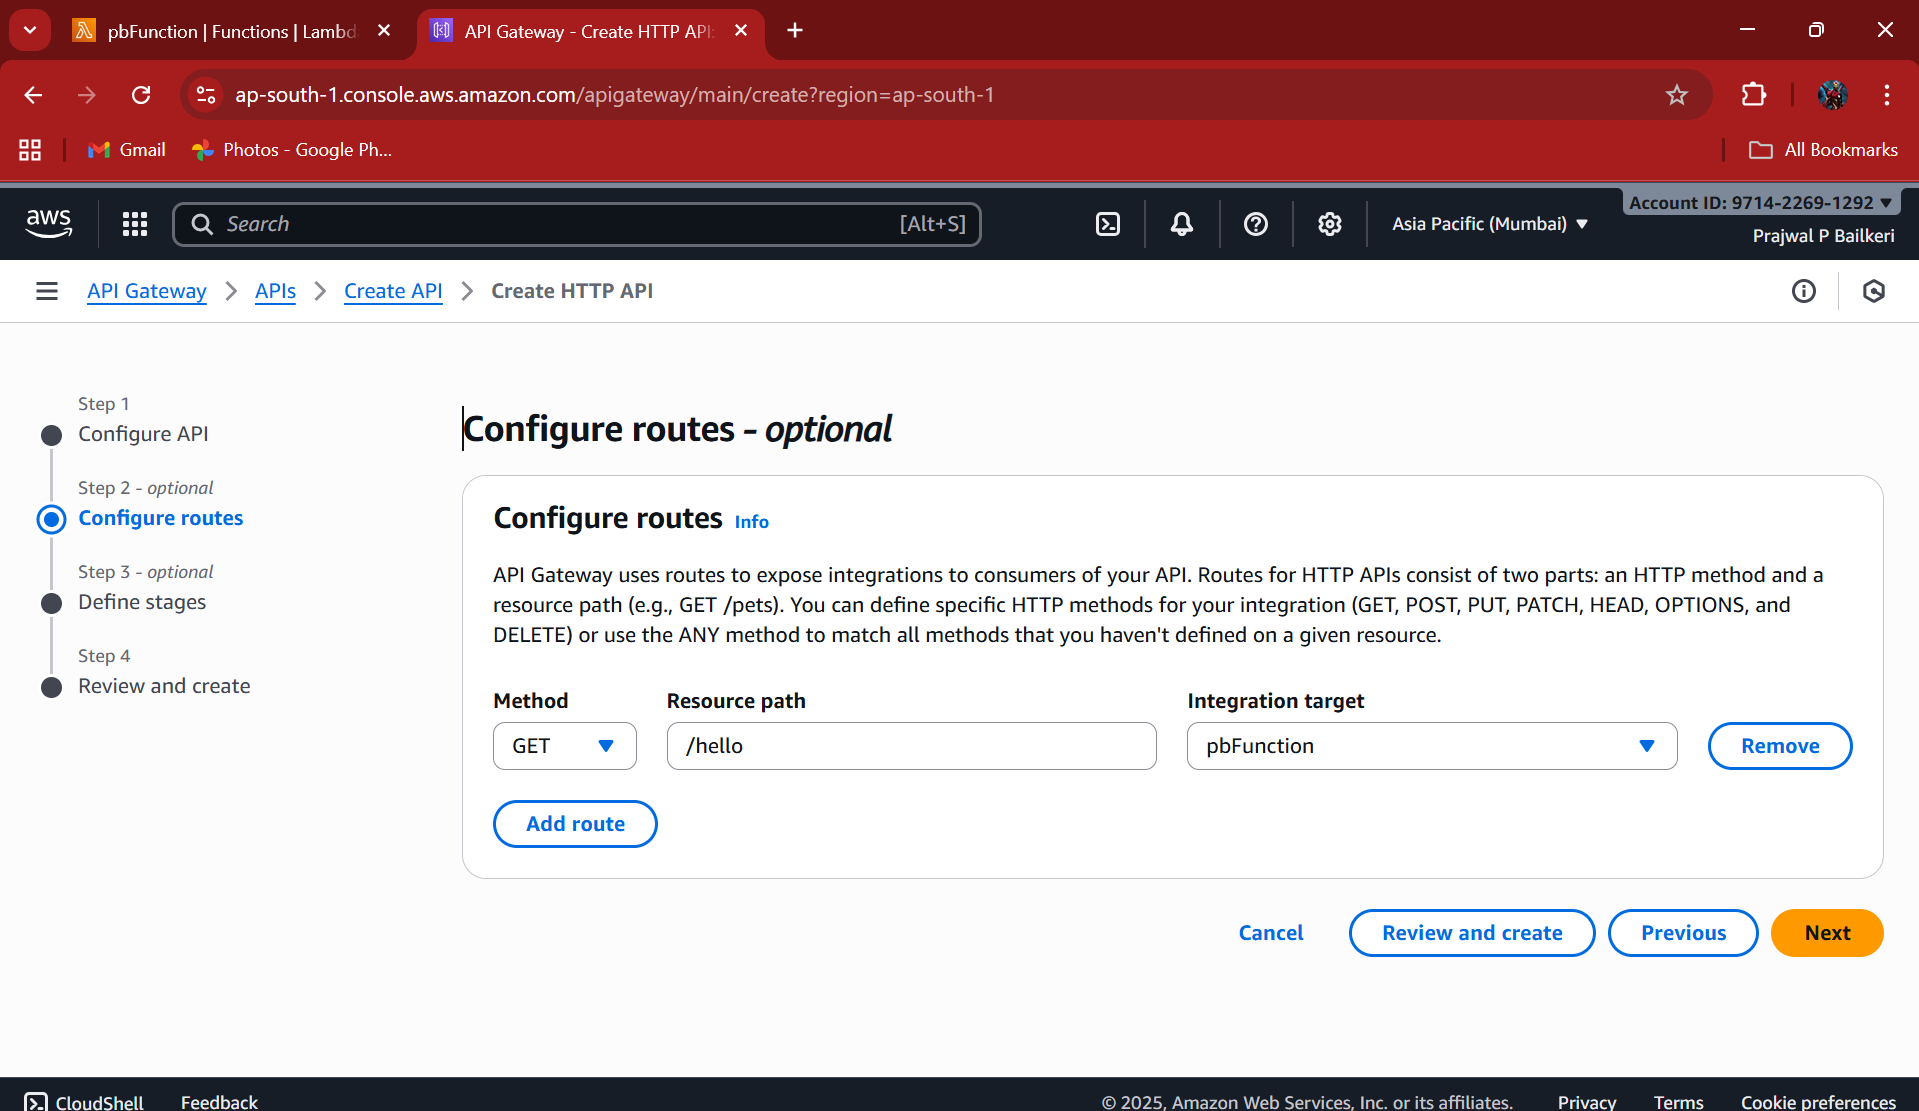 pbFunction | Functions | Lambd
API Gateway - Create HTTP API
ap-south-1.console.aws.amazon.com/apigateway/main/create?region=ap-south-1
Gmail
Photos - Google Ph...
All Bookmarks
aws
Search
[Alt+S]
Asia Pacific (Mumbai) ▼
Account ID: 9714-2269-1292 ▼
Prajwal P Bailkeri
API Gateway > APIs > Create API > Create HTTP API
Step 1
Configure API
Step 2 - optional
Configure routes
Step 3 - optional
Define stages
Step 4
Review and create
Configure routes - optional
Configure routes Info
API Gateway uses routes to expose integrations to consumers of your API. Routes for HTTP APIs consist of two parts: an HTTP method and a
resource path (e.g., GET /pets). You can define specific HTTP methods for your integration (GET, POST, PUT, PATCH, HEAD, OPTIONS, and
DELETE) or use the ANY method to match all methods that you haven't defined on a given resource.
Method Resource path Integration target
GET /hello pbFunction Remove
Add route
Cancel Review and create Previous Next
CloudShell Feedback © 2025, Amazon Web Services, Inc. or its affiliates. Privacy Terms Cookie preferences